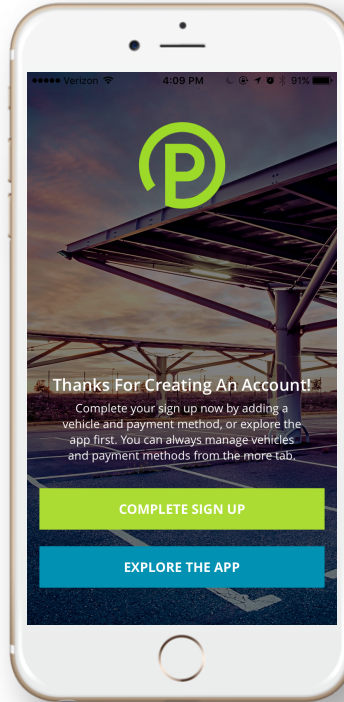 Verizon 4:09 PM 91%
P
Thanks For Creating An Account!
Complete your sign up now by adding a
vehicle and payment method, or explore the
app first. You can always manage vehicles
and payment methods from the more tab.
COMPLETE SIGN UP
EXPLORE THE APP